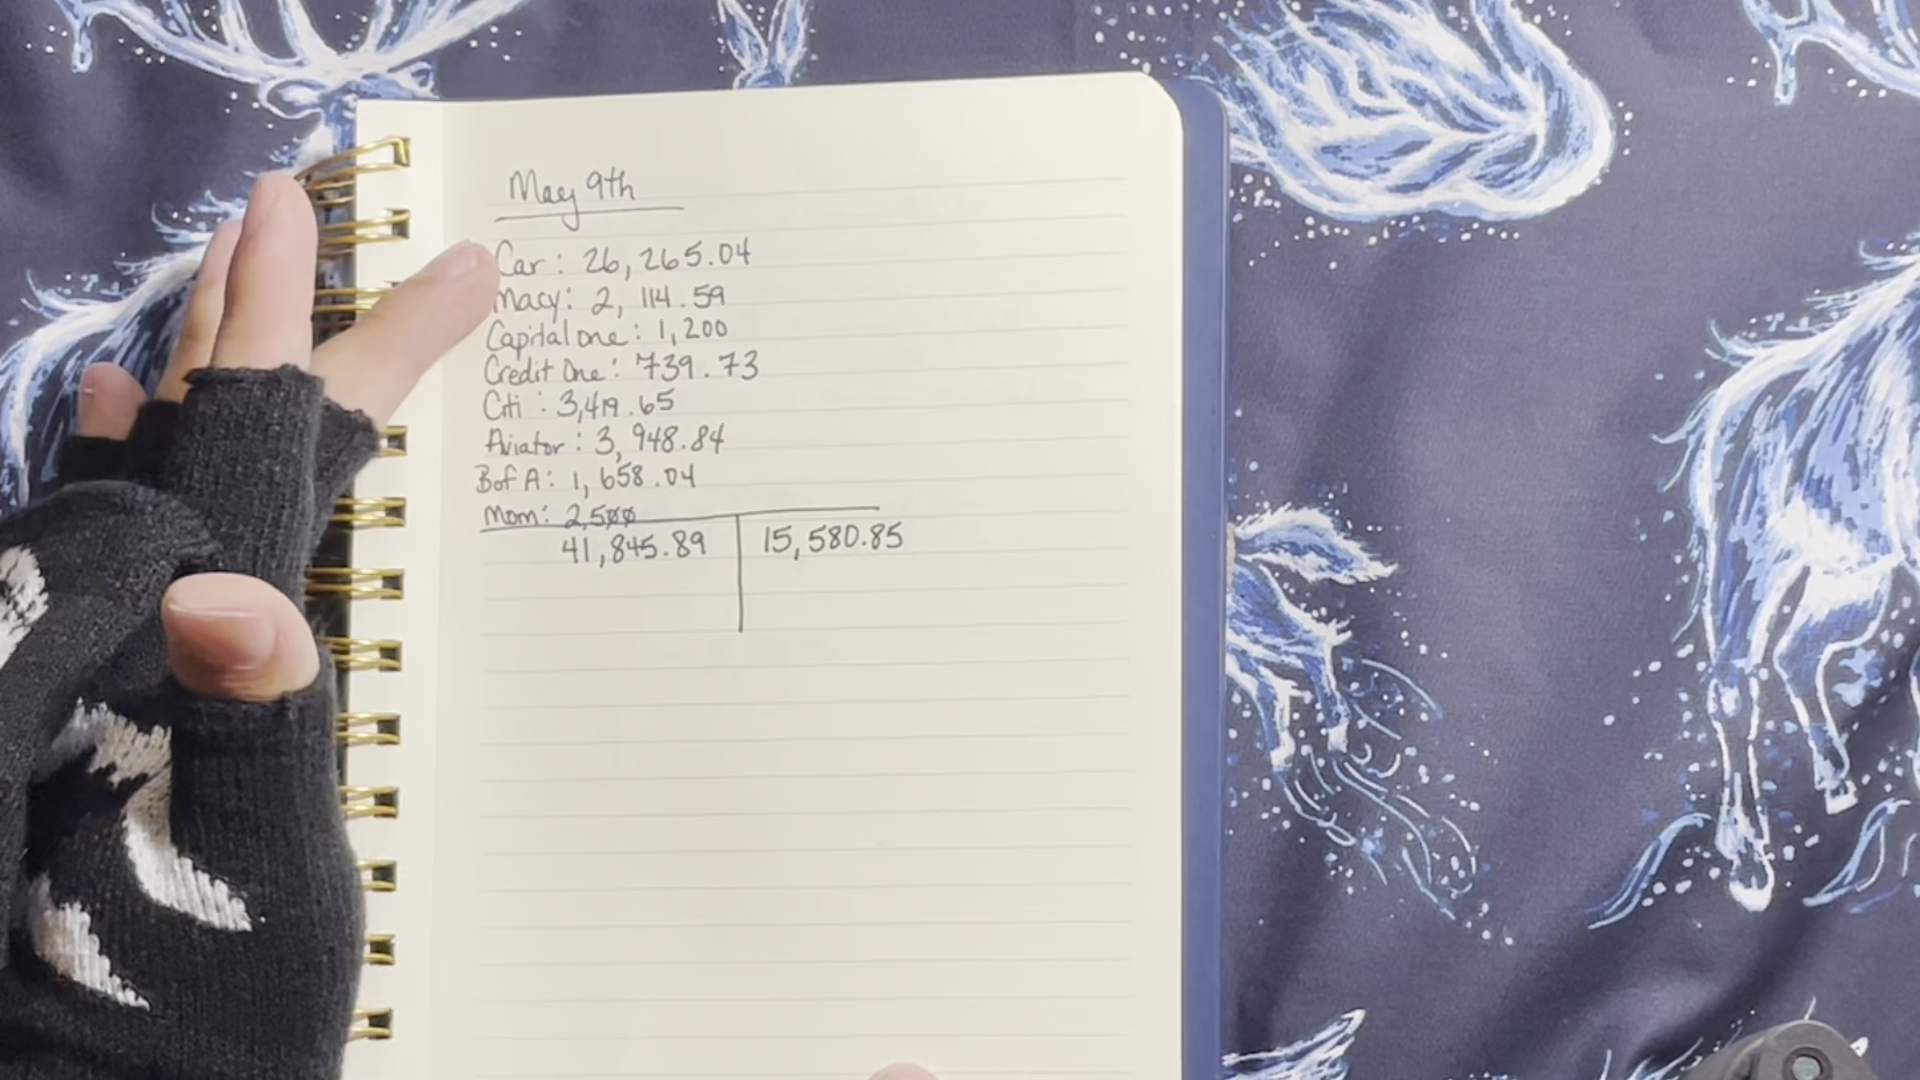 May 9th
Car: 26,265.04
Macy: 2,114.59
Capital one: 1,200
Credit One: 739.73
Citi: 3,419.65
Aviator: 3,948.84
BofA: 1,658.04
Mom: 2,500
41,845.89 15,580.85